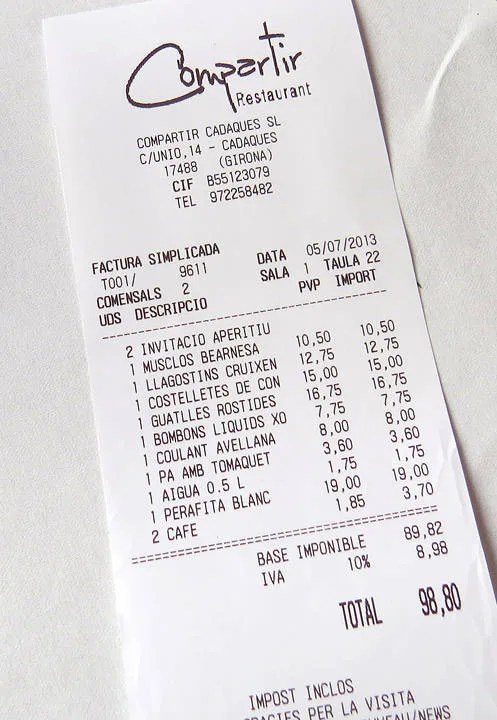 Compartir
Restaurant
COMPARTIR CADAQUES SL
C/UNIO,14 - CADAQUES
17488 (GIRONA)
CIF B55123079
TEL 972258482
FACTURA SIMPLICADA DATA 05/07/2013
T001/ 9611 SALA 1 TAULA 22
COMENSALS 2
UDS DESCRIPCIO PVP IMPORT
2 INVITACIO APERITIU
1 MUSCLOS BEARNESA 10,50 10,50
1 LLAGOSTINS CRUIXEN 12,75 12,75
1 COSTELLETES DE CON 15,00 15,00
1 GUATLLES ROSTIDES 16,75 16,75
1 BOMBONS LIQUIDS XO 7,75 7,75
1 COULANT AVELLANA 8,00 8,00
1 PA AMB TOMAQUET 3,60 3,60
1 AIGUA 0.5 L 1,75 1,75
1 PERAFITA BLANC 19,00 19,00
2 CAFE 1,85 3,70
BASE IMPONIBLE 89,82
IVA 10% 8,98
TOTAL 98,80
IMPOST INCLOS
PER LA VISITA